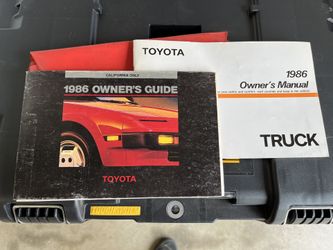 CALIFORNIA ONLY
1986 OWNER'S GUIDE
TOYOTA
TOYOTA
1986
Owner's Manual
TRUCK